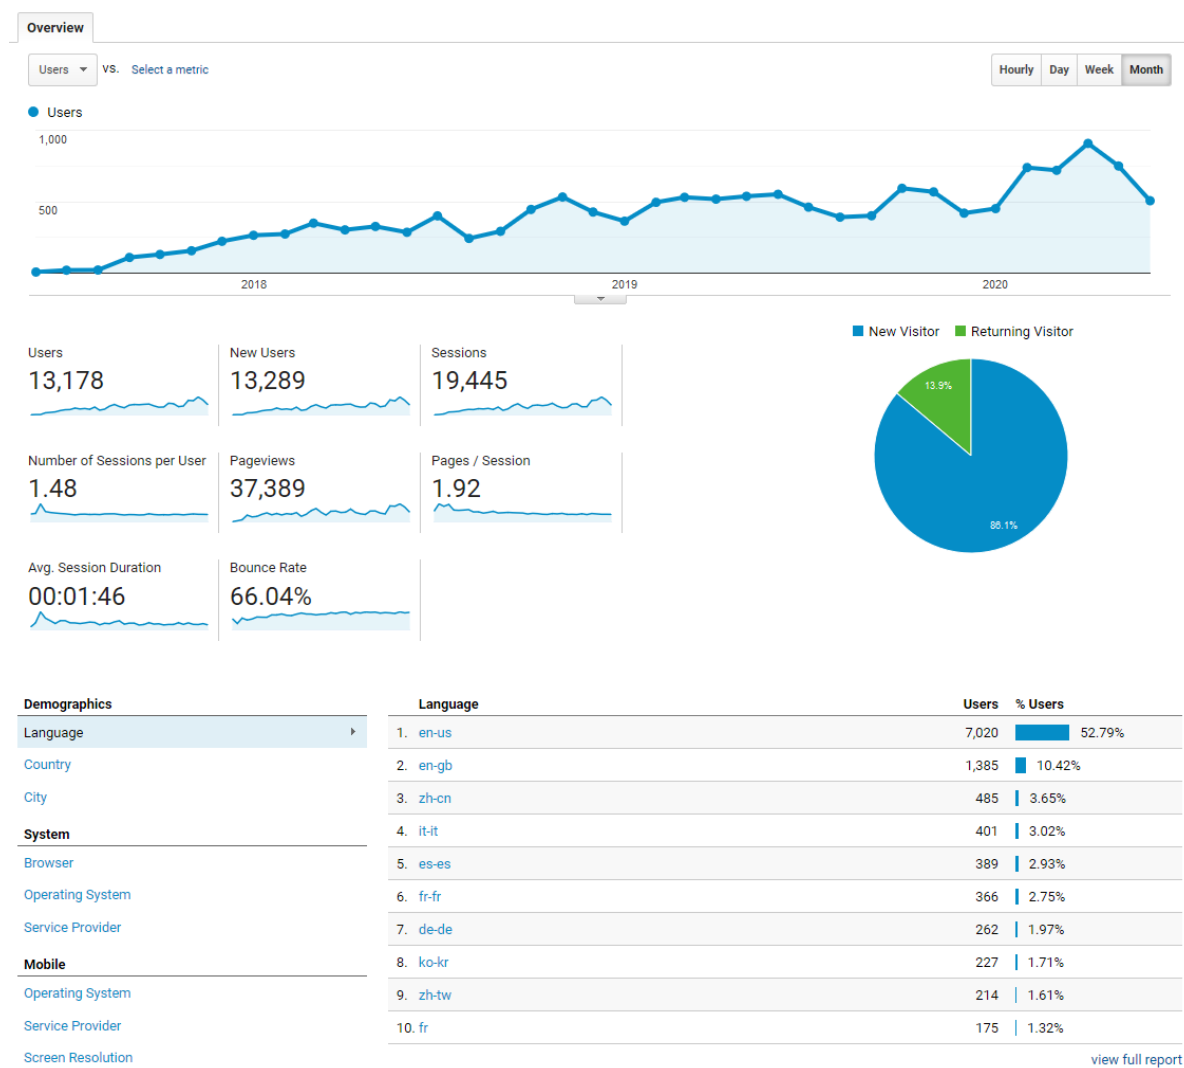 Overview
Users vs. Select a metric
Hourly Day Week Month
Users
1,000
500
2018 2019 2020
New Visitor Returning Visitor
13.9%
86.1%
Users New Users Sessions
13,178 13,289 19,445
Number of Sessions per User Pageviews Pages / Session
1.48 37,389 1.92
Avg. Session Duration Bounce Rate
00:01:46 66.04%
Demographics
Language
Country
City
System
Browser
Operating System
Service Provider
Mobile
Operating System
Service Provider
Screen Resolution
Language Users % Users
1. en-us 7,020 52.79%
2. en-gb 1,385 10.42%
3. zh-cn 485 3.65%
4. it-it 401 3.02%
5. es-es 389 2.93%
6. fr-fr 366 2.75%
7. de-de 262 1.97%
8. ko-kr 227 1.71%
9. zh-tw 214 1.61%
10. fr 175 1.32%
view full report